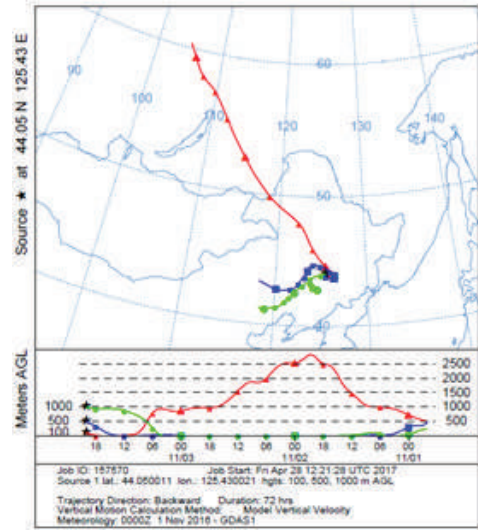 Source ★ at 44.05 N 125.43 E
90
100
110
120
130
140
60
50
40
Meters AGL
1000
500
100
2500
2000
1500
1000
500
18 12 06 00 18 12 06 00 18 12 06 00
11/03 11/02 11/01
Job ID: 157570 Job Start: Fri Apr 28 12:21:28 UTC 2017
Source 1 lat.: 44.050011 lon.: 125.430021 hgts: 100, 500, 1000 m AGL
Trajectory Direction: Backward Duration: 72 hrs
Vertical Motion Calculation Method: Model Vertical Velocity
Meteorology: 0000Z 1 Nov 2016 - GDAS1